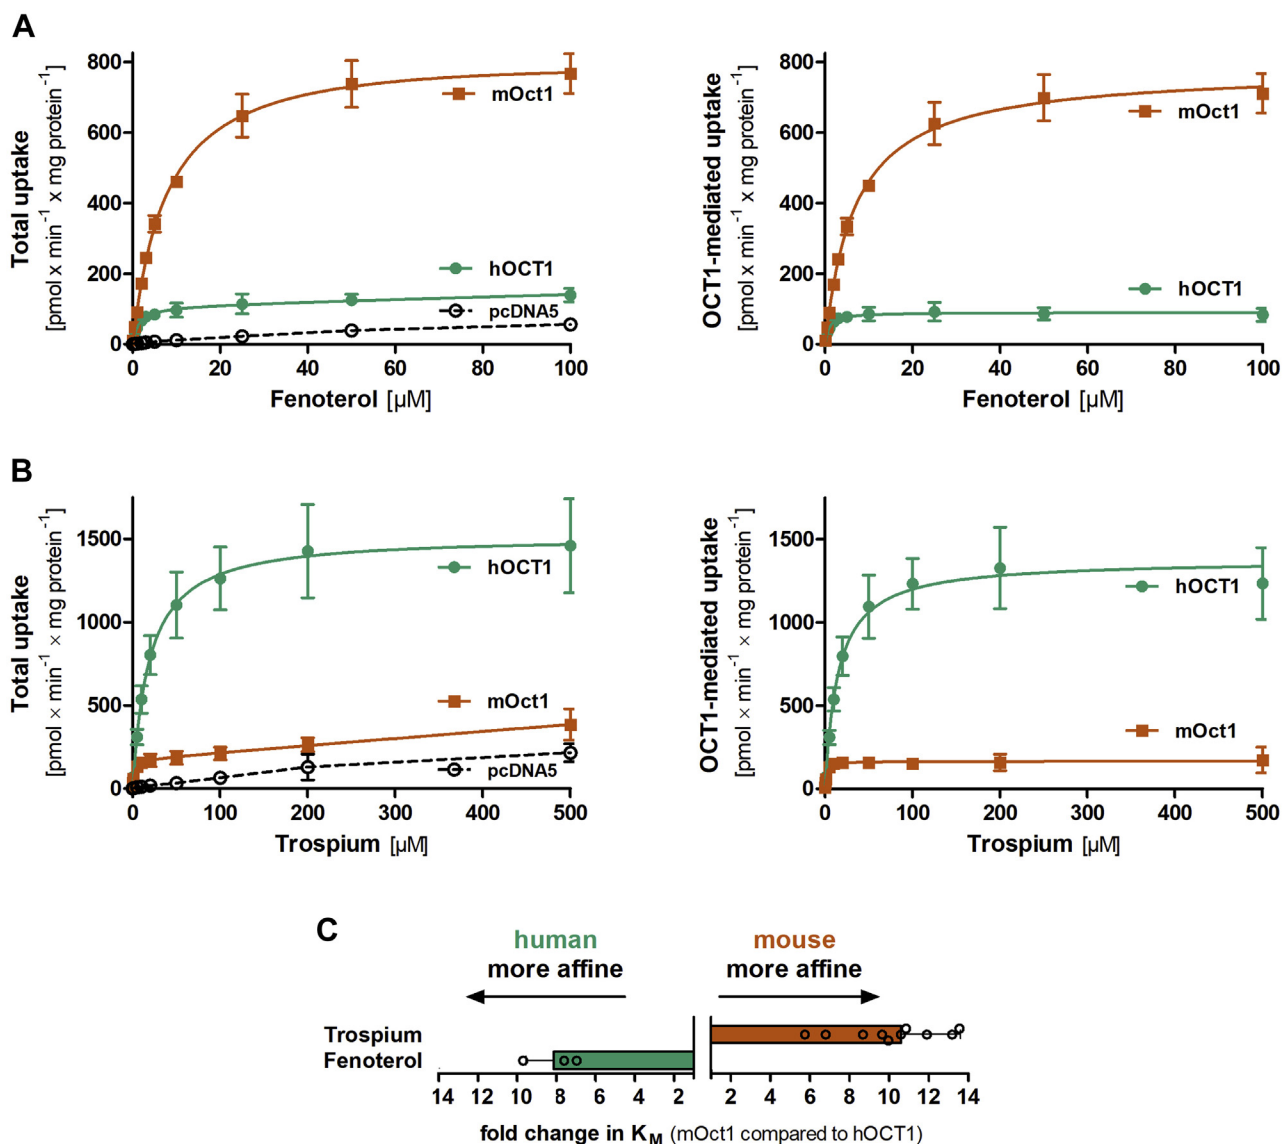 A
Total uptake
[pmol x min⁻¹ x mg protein⁻¹]
800
600
400
200
0
mOct1
hOCT1
pcDNA5
0 20 40 60 80 100
Fenoterol [µM]
OCT1-mediated uptake
[pmol x min⁻¹ x mg protein⁻¹]
800
600
400
200
0
mOct1
hOCT1
0 20 40 60 80 100
Fenoterol [µM]
B
Total uptake
[pmol × min⁻¹ × mg protein⁻¹]
1500
1000
500
0
hOCT1
mOct1
pcDNA5
0 100 200 300 400 500
Trospium [µM]
OCT1-mediated uptake
[pmol × min⁻¹ × mg protein⁻¹]
1500
1000
500
0
hOCT1
mOct1
0 100 200 300 400 500
Trospium [µM]
C
human
more affine
mouse
more affine
Trospium
Fenoterol
14 12 10 8 6 4 2 2 4 6 8 10 12 14
fold change in K_M (mOct1 compared to hOCT1)